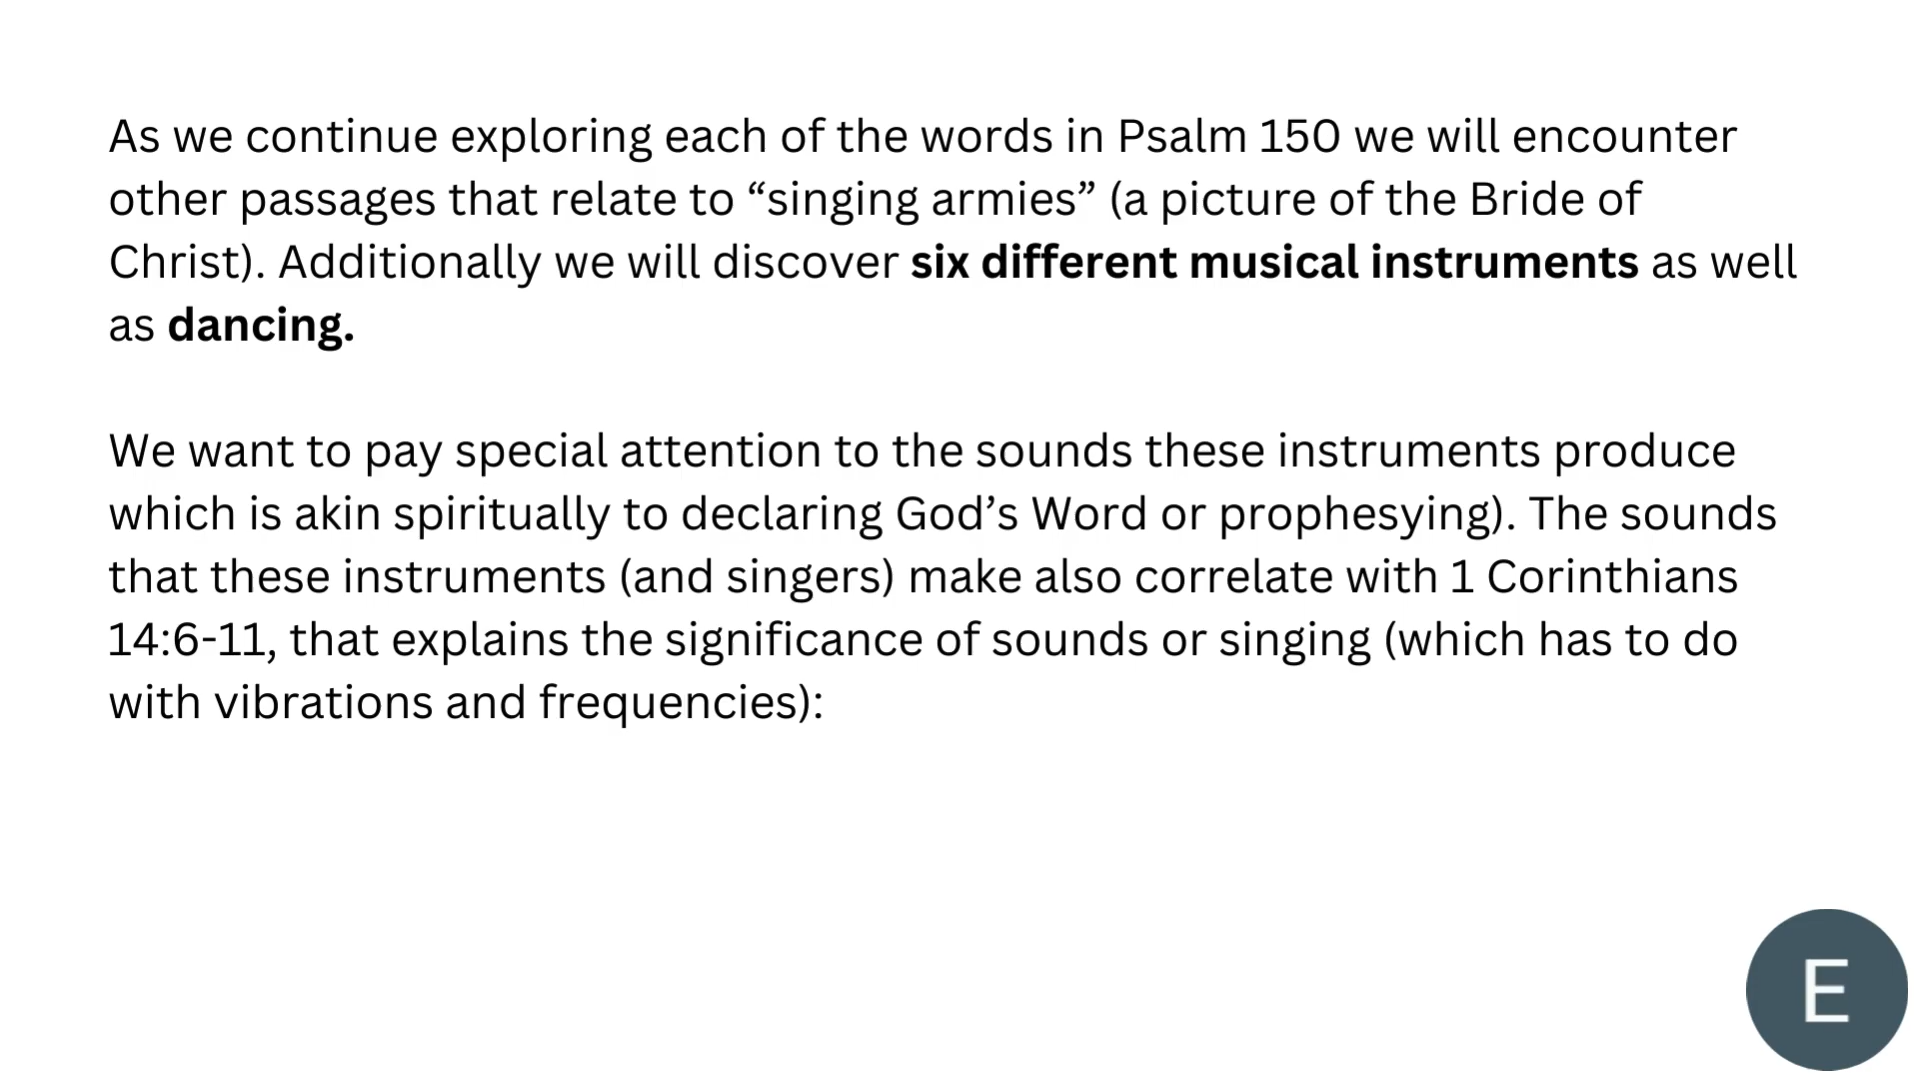 As we continue exploring each of the words in Psalm 150 we will encounter
other passages that relate to “singing armies” (a picture of the Bride of
Christ). Additionally we will discover six different musical instruments as well
as dancing.
We want to pay special attention to the sounds these instruments produce
which is akin spiritually to declaring God’s Word or prophesying). The sounds
that these instruments (and singers) make also correlate with 1 Corinthians
14:6-11, that explains the significance of sounds or singing (which has to do
with vibrations and frequencies):
E